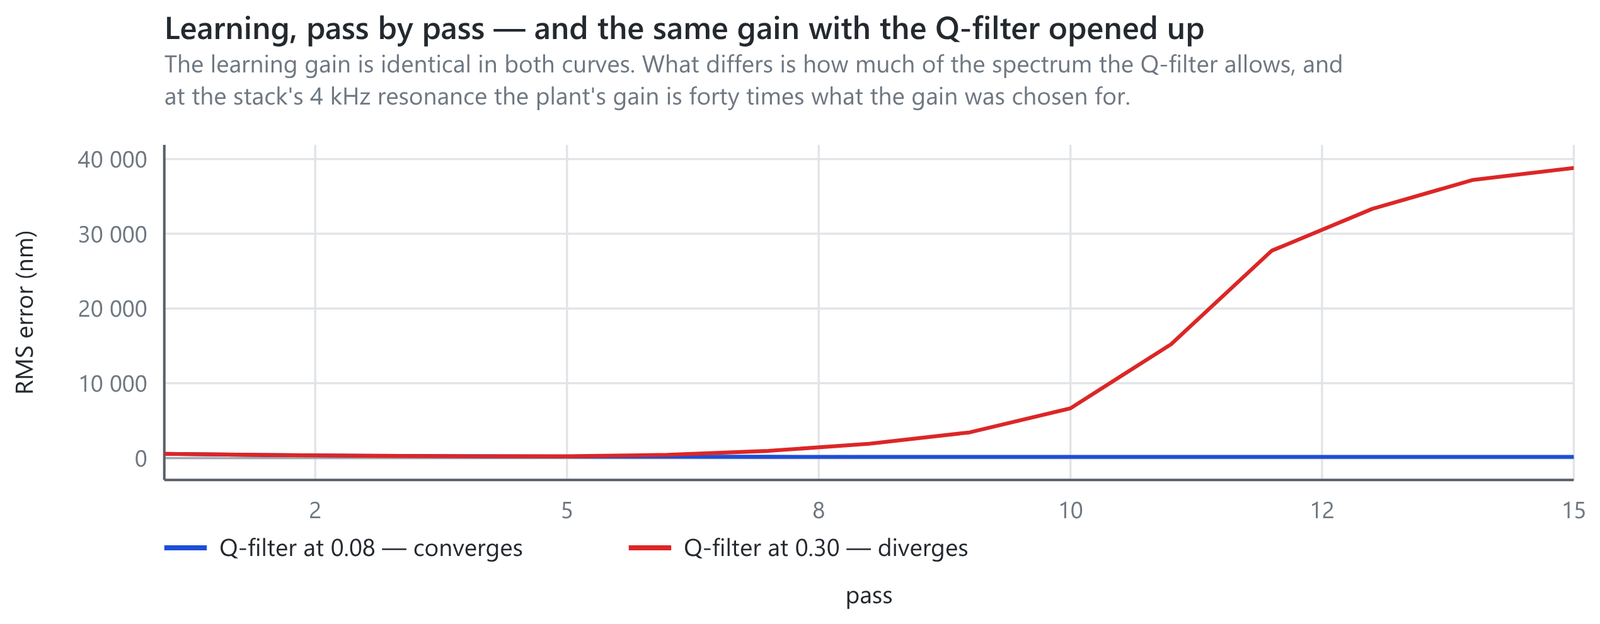 Learning, pass by pass — and the same gain with the Q-filter opened up
The learning gain is identical in both curves. What differs is how much of the spectrum the Q-filter allows, and
at the stack's 4 kHz resonance the plant's gain is forty times what the gain was chosen for.
RMS error (nm)
40 000
30 000
20 000
10 000
0
2 5 8 10 12 15
Q-filter at 0.08 — converges Q-filter at 0.30 — diverges
pass